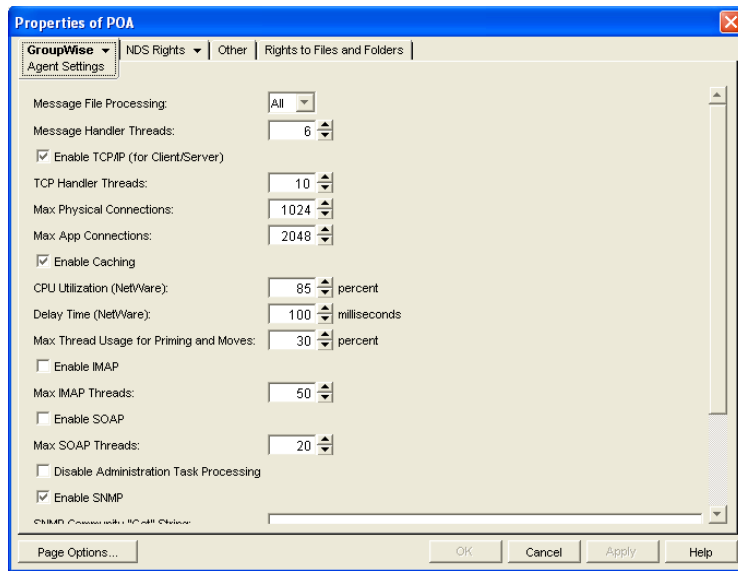 Properties of POA
GroupWise NDS Rights Other Rights to Files and Folders
Agent Settings
Message File Processing: All
Message Handler Threads: 6
Enable TCP/IP (for Client/Server)
TCP Handler Threads: 10
Max Physical Connections: 1024
Max App Connections: 2048
Enable Caching
CPU Utilization (NetWare): 85 percent
Delay Time (NetWare): 100 milliseconds
Max Thread Usage for Priming and Moves: 30 percent
Enable IMAP
Max IMAP Threads: 50
Enable SOAP
Max SOAP Threads: 20
Disable Administration Task Processing
Enable SNMP
SNMP Community "Get" String:
Page Options... OK Cancel Apply Help